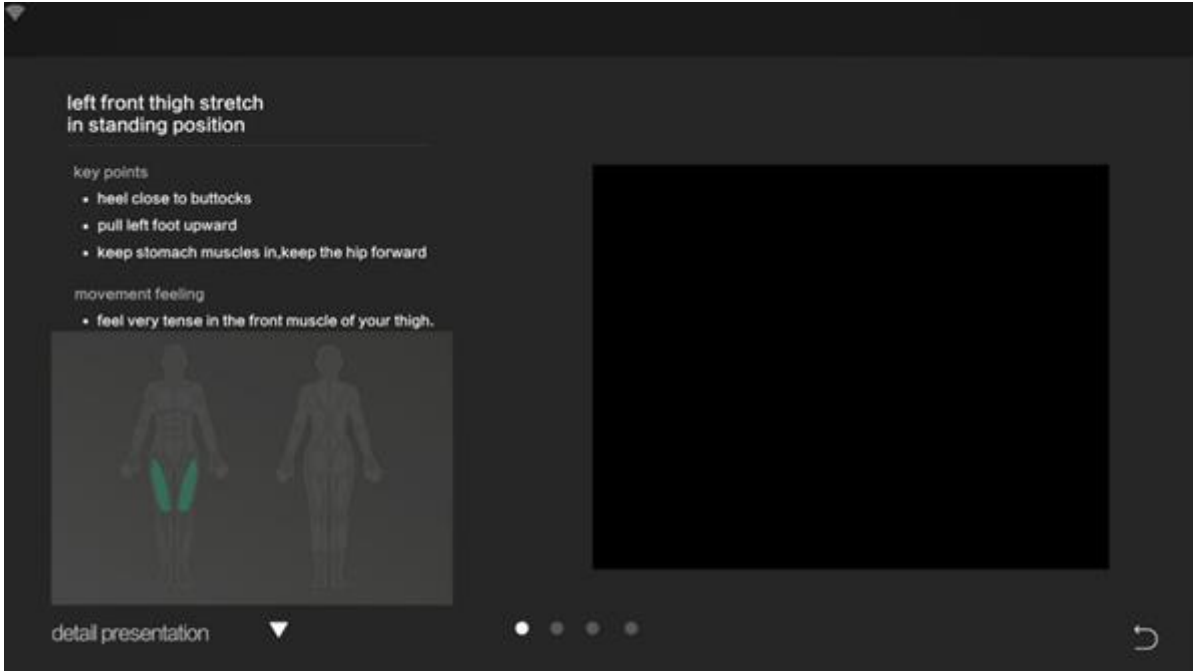 left front thigh stretch
in standing position
key points
• heel close to buttocks
• pull left foot upward
• keep stomach muscles in,keep the hip forward
movement feeling
• feel very tense in the front muscle of your thigh.
detail presentation